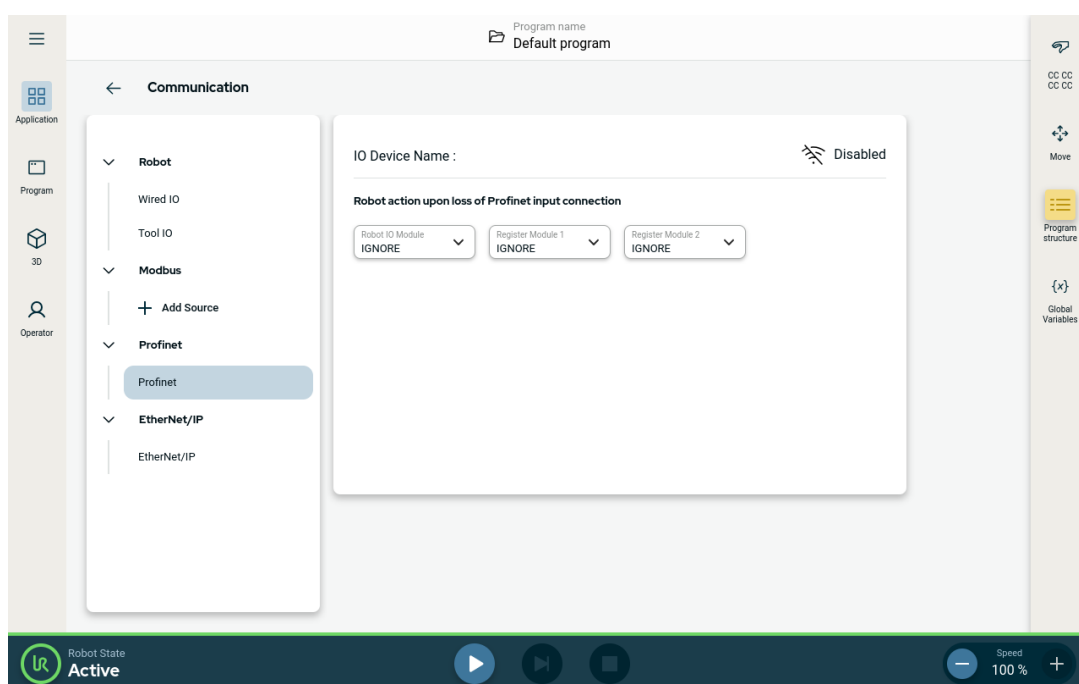 Program name
Default program
Application
Program
3D
Operator
Communication
Robot
Wired IO
Tool IO
Modbus
Add Source
Profinet
Profinet
EtherNet/IP
EtherNet/IP
IO Device Name :
Disabled
Robot action upon loss of Profinet input connection
Robot IO Module
IGNORE
Register Module 1
IGNORE
Register Module 2
IGNORE
CC CC
CC CC
Move
Program
structure
{x}
Global
Variables
UR
Robot State
Active
Speed
100 %